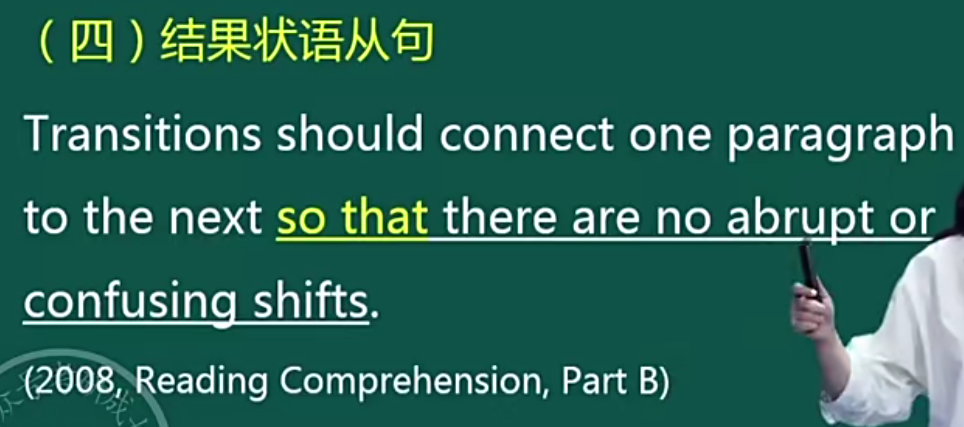 （四）结果状语从句
Transitions should connect one paragraph
to the next so that there are no abrupt or
confusing shifts.
(2008, Reading Comprehension, Part B)